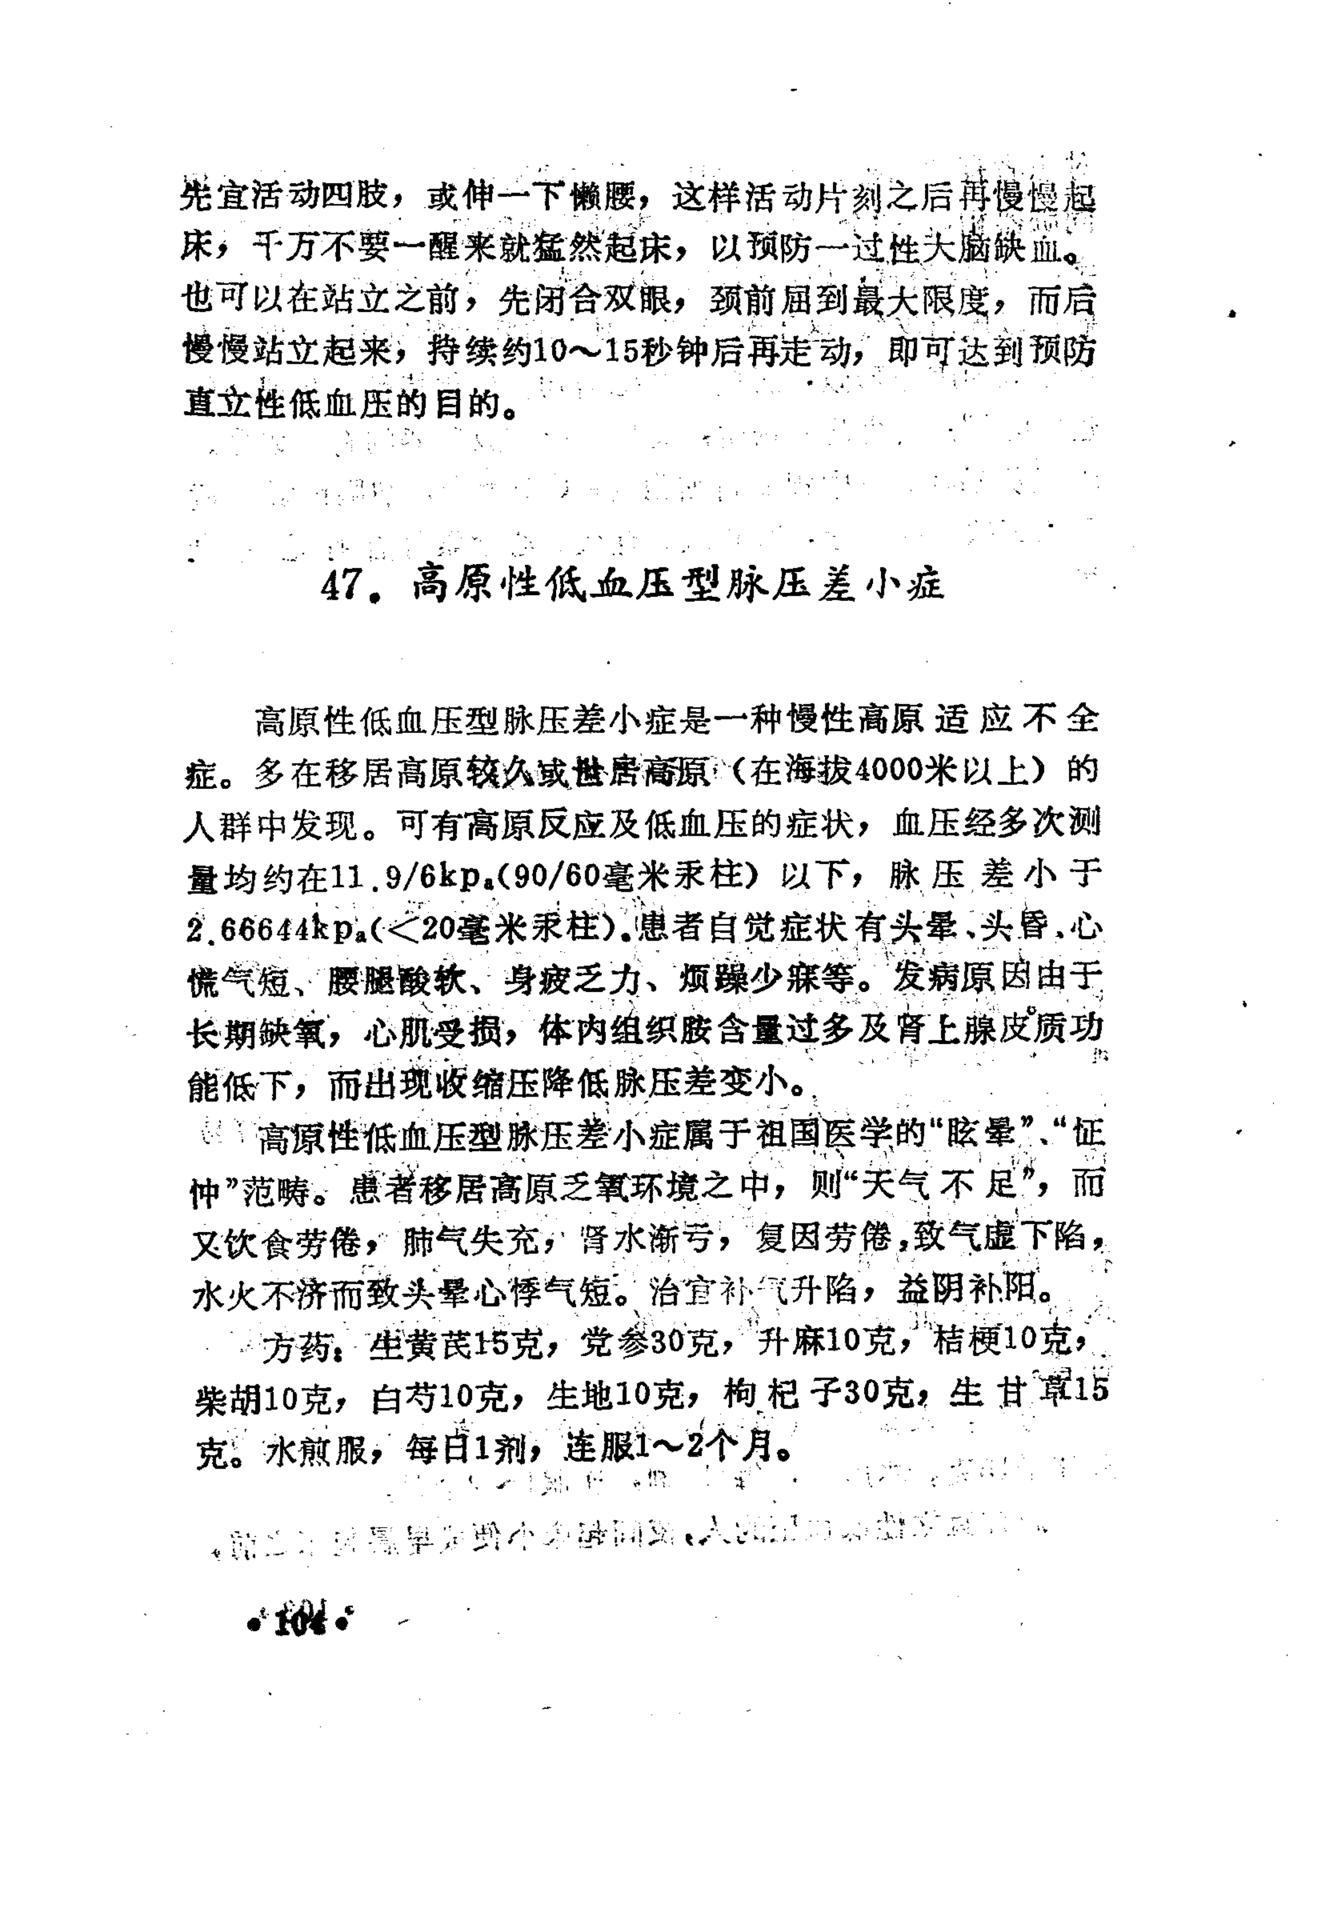 先宜活动四肢，或伸一下懒腰，这样活动片刻之后再慢慢起
床，千万不要一醒来就猛然起床，以预防一过性大脑缺血。
也可以在站立之前，先闭合双眼，颈前屈到最大限度，而后
慢慢站立起来，持续约10～15秒钟后再走动，即可达到预防
直立性低血压的目的。
47．高原性低血压型脉压差小症
高原性低血压型脉压差小症是一种慢性高原适应不全
症。多在移居高原较久或世居高原（在海拔4000米以上）的
人群中发现。可有高原反应及低血压的症状，血压经多次测
量均约在11.9/6kpa(90/60毫米汞柱）以下，脉压差小于
2.66644kpa(＜20毫米汞柱)。患者自觉症状有头晕、头昏、心
慌气短、腰腿酸软、身疲乏力、烦躁少寐等。发病原因由于
长期缺氧，心肌受损，体内组织胺含量过多及肾上腺皮质功
能低下，而出现收缩压降低脉压差变小。
高原性低血压型脉压差小症属于祖国医学的“眩晕”、“怔
忡”范畴。患者移居高原乏氧环境之中，则“天气不足”，而
又饮食劳倦，肺气失充，肾水渐亏，复因劳倦，致气虚下陷，
水火不济而致头晕心悸气短。治宜补气升陷，益阴补阳。
方药：生黄芪15克，党参30克，升麻10克，桔梗10克，
柴胡10克，白芍10克，生地10克，枸杞子30克，生甘草15
克。水煎服，每日1剂，连服1～2个月。
•104•